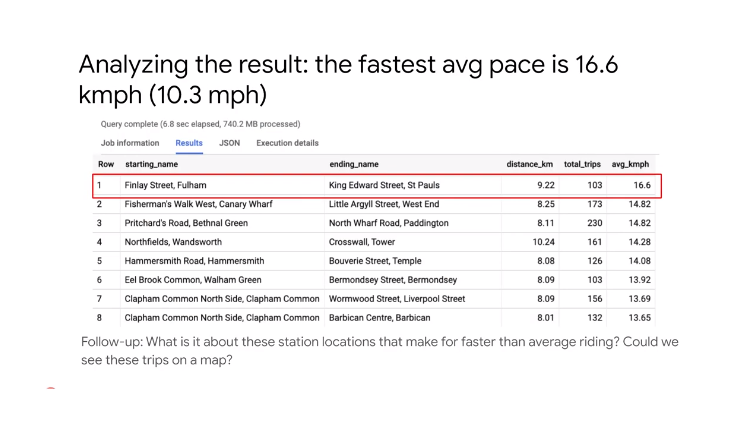 Analyzing the result: the fastest avg pace is 16.6
kmph (10.3 mph)
Query complete (6.8 sec elapsed, 740.2 MB processed)
Job information Results JSON Execution details
Row starting_name ending_name distance_km total_trips avg_kmph
1 Finlay Street, Fulham King Edward Street, St Pauls 9.22 103 16.6
2 Fisherman's Walk West, Canary Wharf Little Argyll Street, West End 8.25 173 14.82
3 Pritchard's Road, Bethnal Green North Wharf Road, Paddington 8.11 230 14.82
4 Northfields, Wandsworth Crosswall, Tower 10.24 161 14.28
5 Hammersmith Road, Hammersmith Bouverie Street, Temple 8.08 126 14.08
6 Eel Brook Common, Walham Green Bermondsey Street, Bermondsey 8.09 103 13.92
7 Clapham Common North Side, Clapham Common Wormwood Street, Liverpool Street 8.09 156 13.69
8 Clapham Common North Side, Clapham Common Barbican Centre, Barbican 8.01 132 13.65
Follow-up: What is it about these station locations that make for faster than average riding? Could we
see these trips on a map?